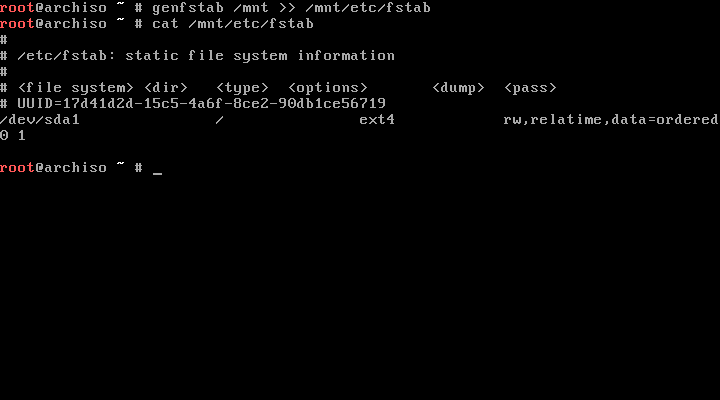 root@archiso ~ # genfstab /mnt >> /mnt/etc/fstab
root@archiso ~ # cat /mnt/etc/fstab
#
# /etc/fstab: static file system information
#
# <file system> <dir>   <type>  <options>       <dump>  <pass>
# UUID=17d41d2d-15c5-4a6f-8ce2-90db1ce56719
/dev/sda1               /               ext4            rw,relatime,data=ordered
0 1
root@archiso ~ # _